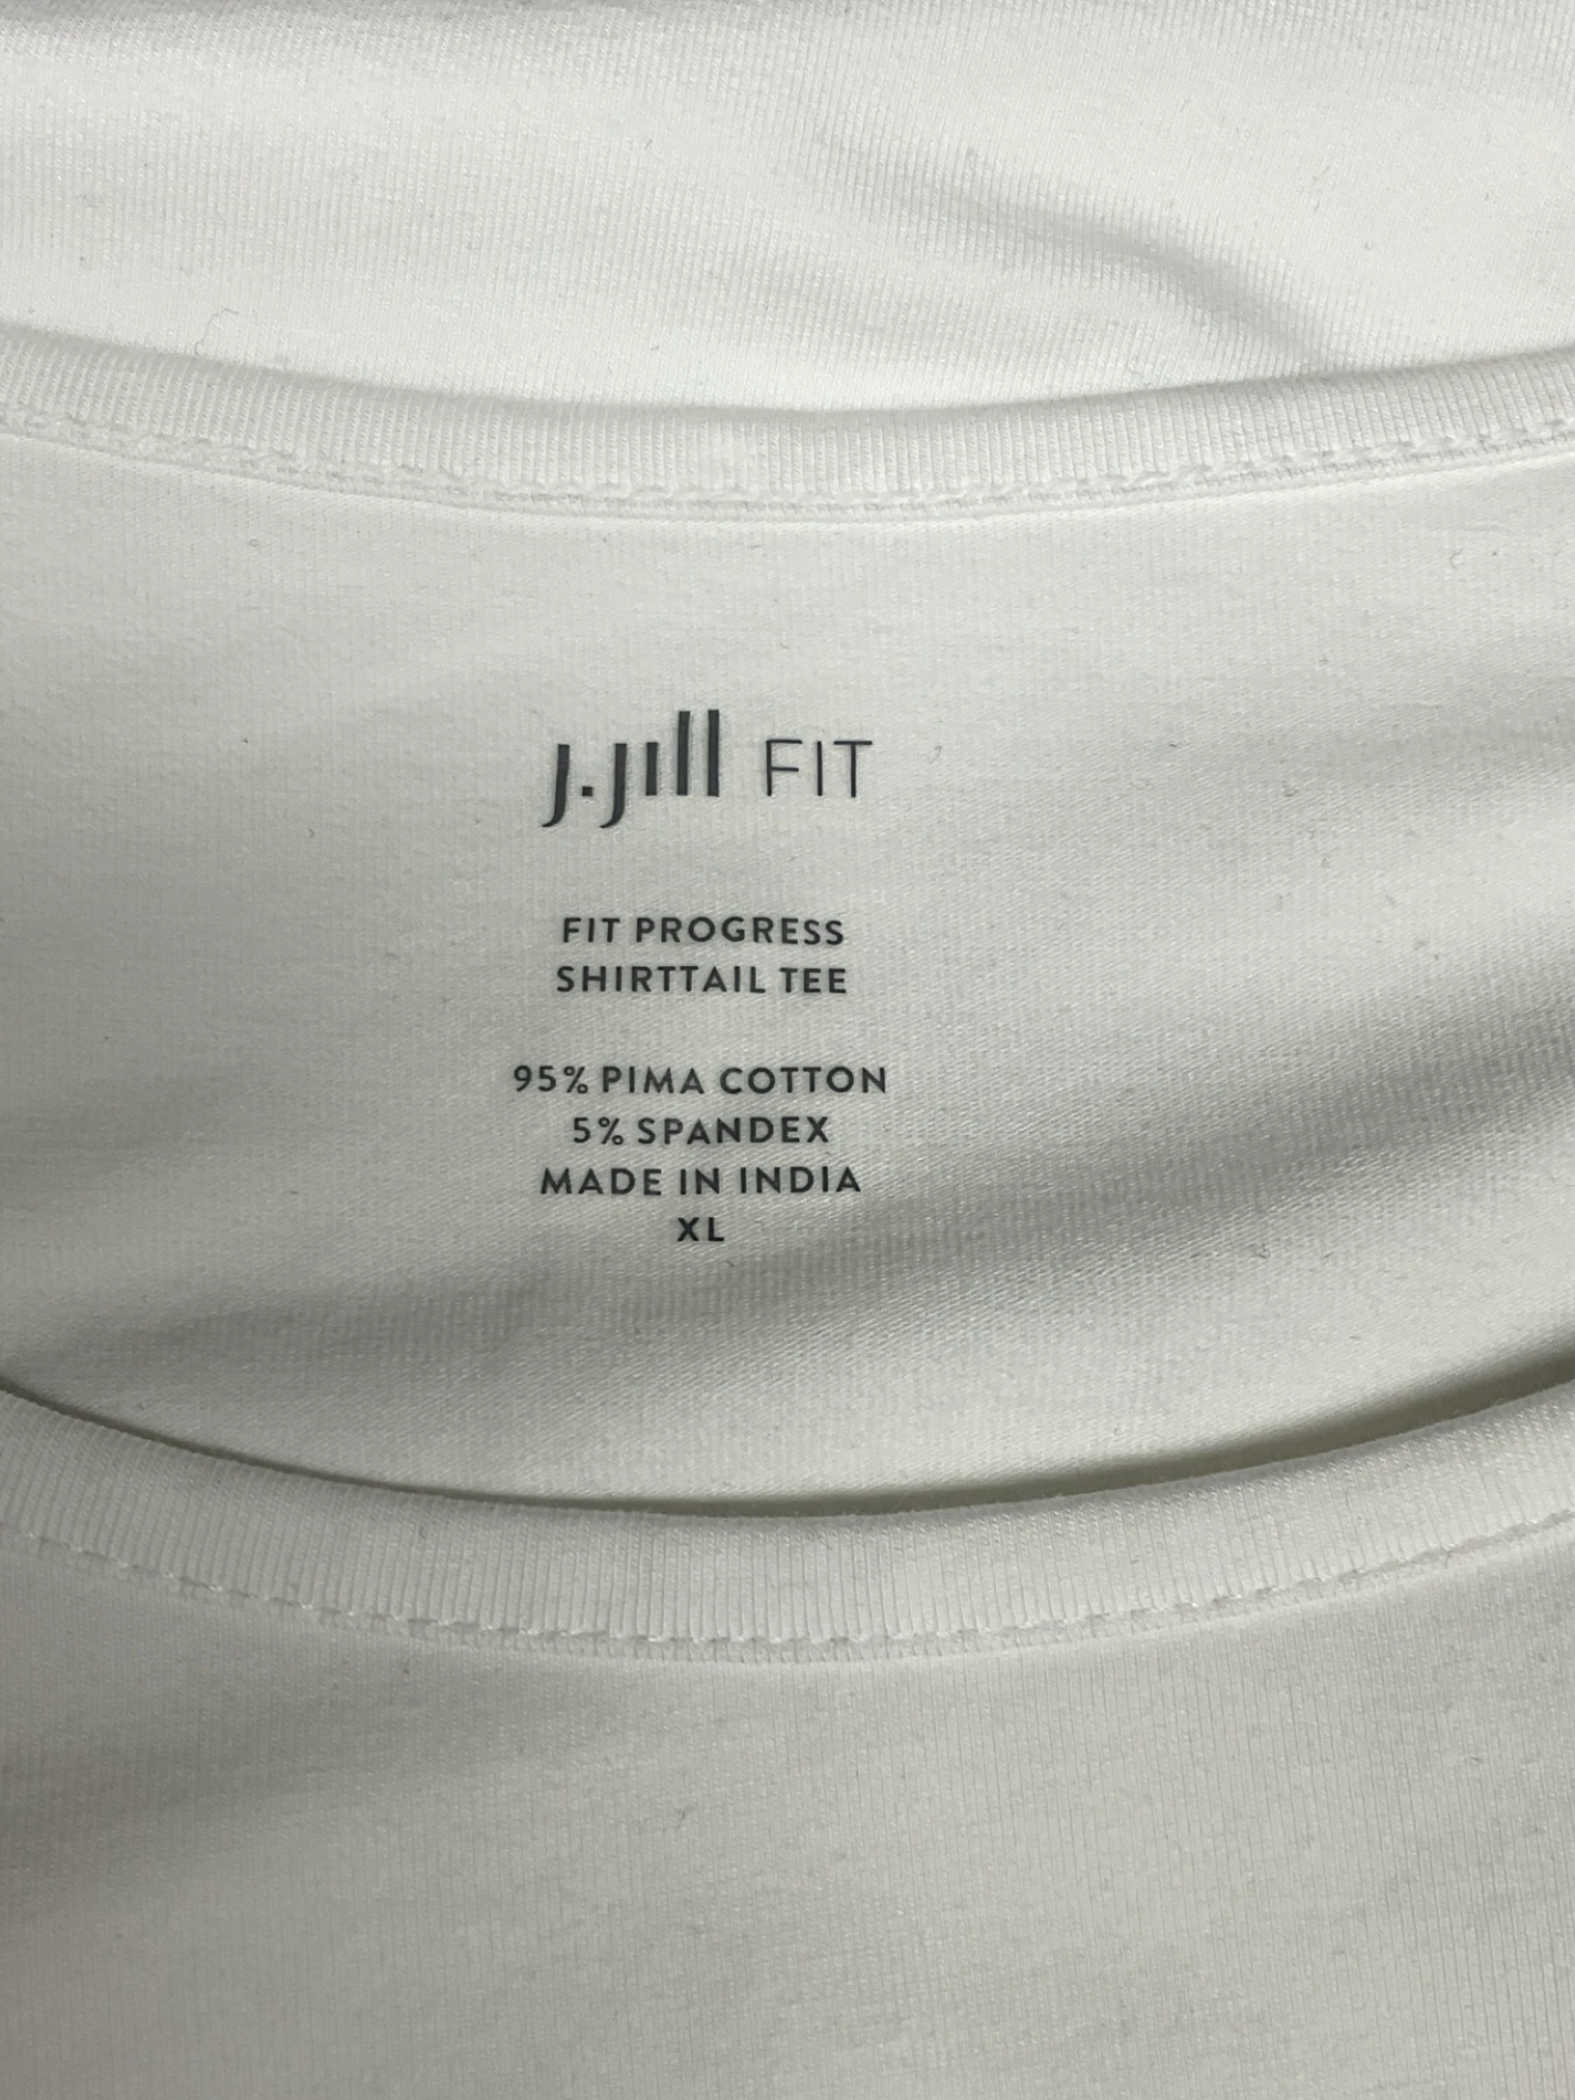 J.Jill FIT
FIT PROGRESS
SHIRTTAIL TEE
95% PIMA COTTON
5% SPANDEX
MADE IN INDIA
XL